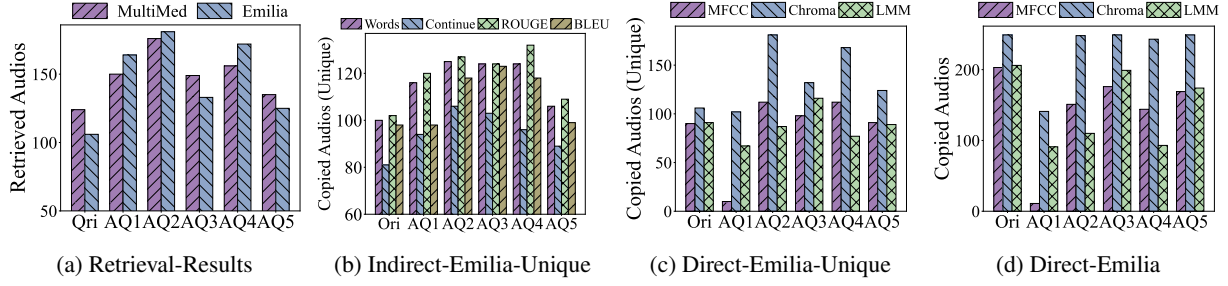 MultiMed Emilia
Retrieved Audios
150
100
50
Qri AQ1 AQ2 AQ3 AQ4 AQ5
(a) Retrieval-Results
Words Continue ROUGE BLEU
Copied Audios (Unique)
120
100
80
60
Ori AQ1 AQ2 AQ3 AQ4 AQ5
(b) Indirect-Emilia-Unique
MFCC Chroma LMM
Copied Audios (Unique)
150
100
50
0
Ori AQ1 AQ2 AQ3 AQ4 AQ5
(c) Direct-Emilia-Unique
MFCC Chroma LMM
Copied Audios
200
100
0
Ori AQ1 AQ2 AQ3 AQ4 AQ5
(d) Direct-Emilia